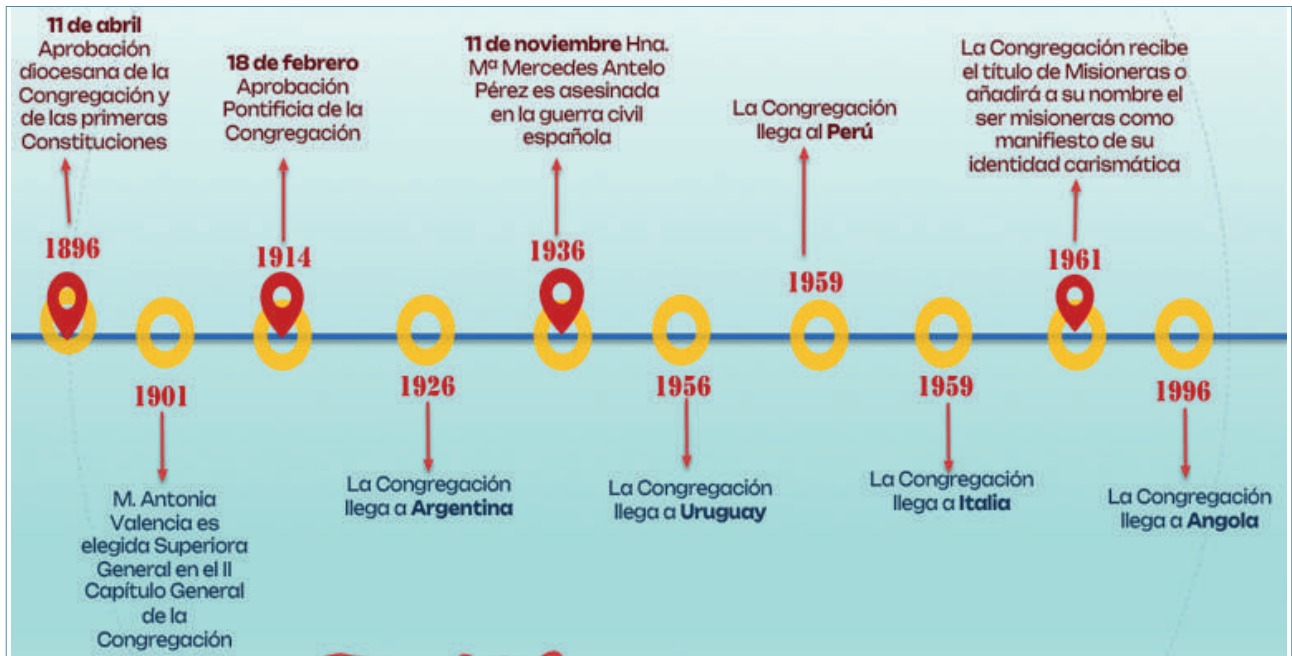 11 de abril
Aprobación
diocesana de la
Congregación y
de las primeras
Constituciones
1896
1901
M. Antonia
Valencia es
elegida Superiora
General en el II
Capítulo General
de la
Congregación
18 de febrero
Aprobación
Pontificia de la
Congregación
1914
1926
La Congregación
llega a Argentina
11 de noviembre Hna.
Mª Mercedes Antelo
Pérez es asesinada
en la guerra civil
española
1936
1956
La Congregación
llega a Uruguay
La Congregación
llega al Perú
1959
1959
La Congregación
llega a Italia
La Congregación recibe
el título de Misioneras o
añadirá a su nombre el
ser misioneras como
manifiesto de su
identidad carismática
1961
1996
La Congregación
llega a Angola